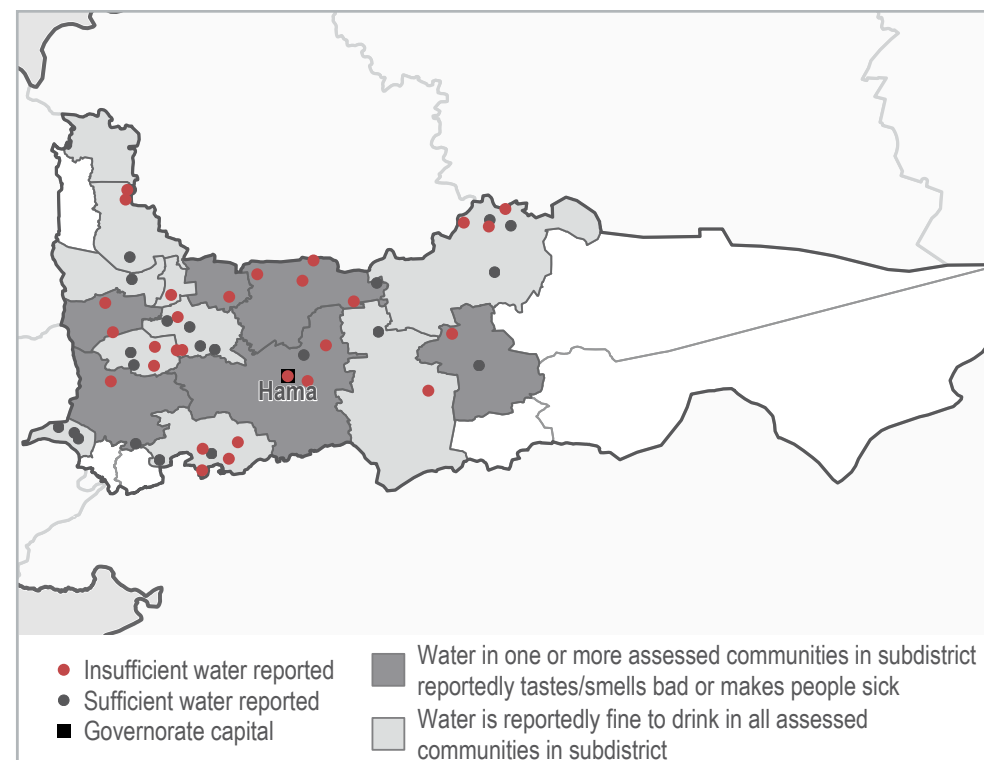 Hama
Insufficient water reported
Sufficient water reported
Governorate capital
Water in one or more assessed communities in subdistrict
reportedly tastes/smells bad or makes people sick
Water is reportedly fine to drink in all assessed
communities in subdistrict